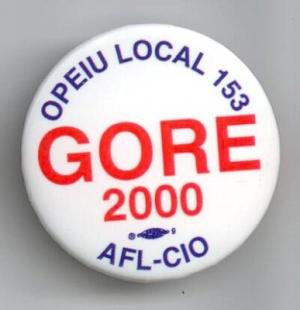 OPEIU LOCAL 153
GORE
2000
AFL-CIO